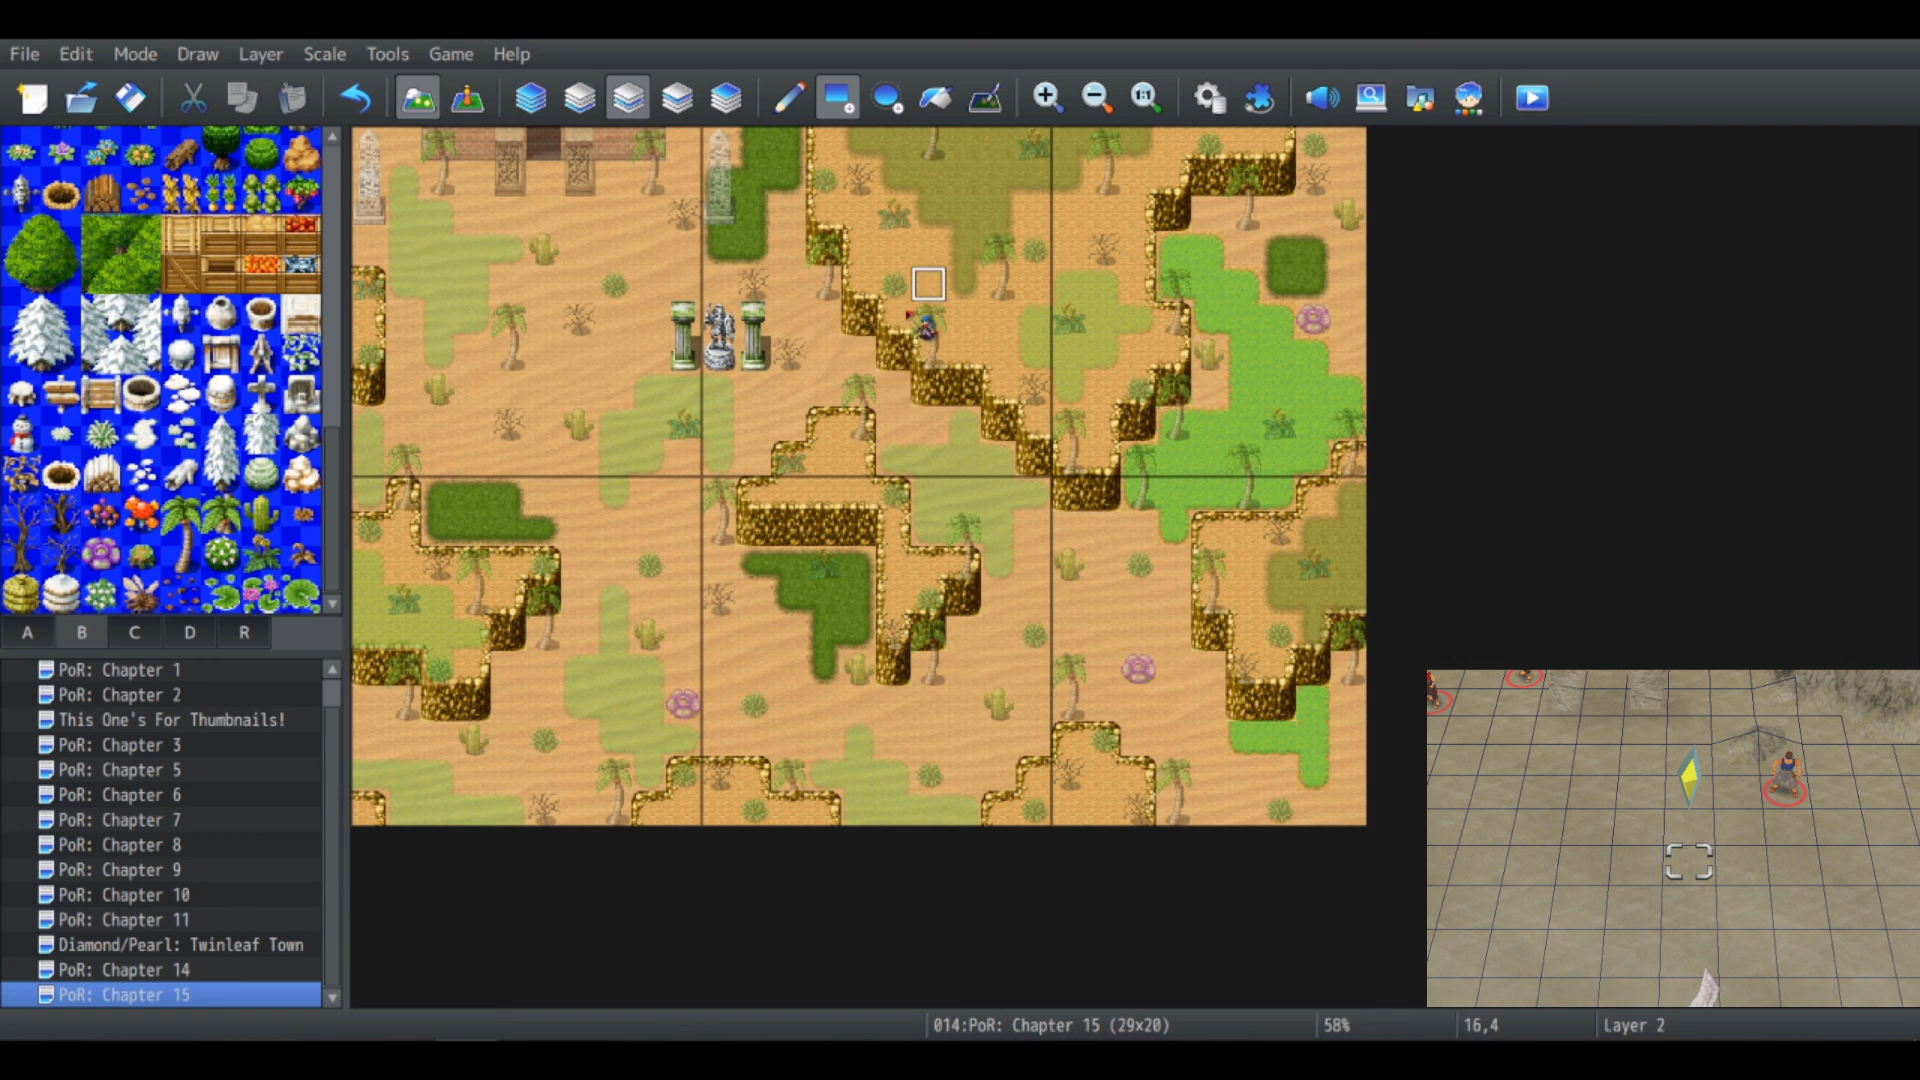 File Edit Mode Draw Layer Scale Tools Game Help
1:1
A B C D R
PoR: Chapter 1
PoR: Chapter 2
This One's For Thumbnails!
PoR: Chapter 3
PoR: Chapter 5
PoR: Chapter 6
PoR: Chapter 7
PoR: Chapter 8
PoR: Chapter 9
PoR: Chapter 10
PoR: Chapter 11
Diamond/Pearl: Twinleaf Town
PoR: Chapter 14
PoR: Chapter 15
014:PoR: Chapter 15 (29x20) 58% 16,4 Layer 2